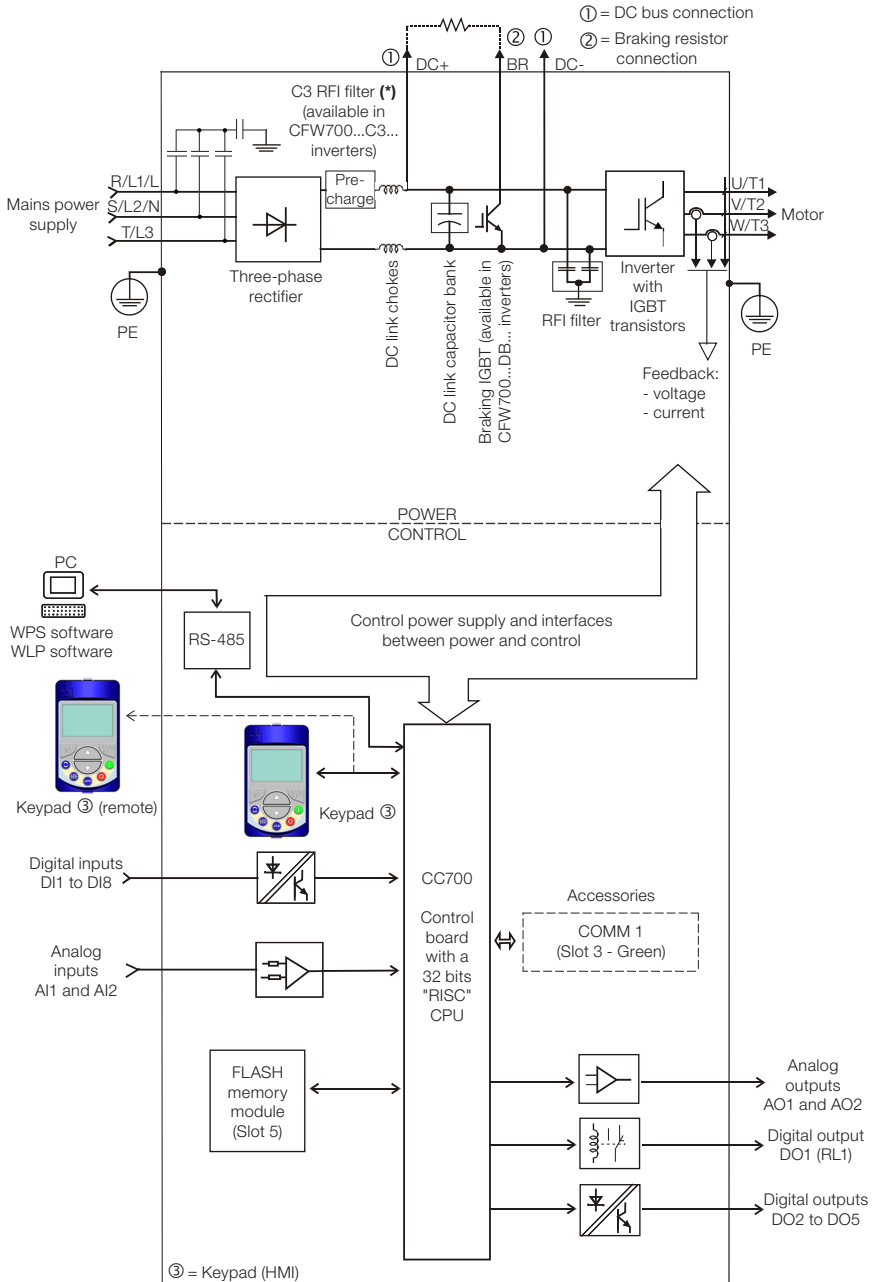 ① = DC bus connection
② = Braking resistor
connection
① DC+
② BR
① DC-
C3 RFI filter (*)
(available in
CFW700...C3...
inverters)
R/L1/L
S/L2/N
T/L3
Mains power
supply
Pre-
charge
U/T1
V/T2
W/T3
Motor
PE
Three-phase
rectifier
DC link chokes
DC link capacitor bank
Braking IGBT (available in
CFW700...DB... inverters)
RFI filter
Inverter
with
IGBT
transistors
PE
Feedback:
- voltage
- current
POWER
CONTROL
PC
WPS software
WLP software
RS-485
Control power supply and interfaces
between power and control
Keypad ③ (remote)
Keypad ③
Digital inputs
DI1 to DI8
Analog
inputs
AI1 and AI2
CC700
Control
board
with a
32 bits
"RISC"
CPU
Accessories
COMM 1
(Slot 3 - Green)
FLASH
memory
module
(Slot 5)
Analog
outputs
AO1 and AO2
Digital output
DO1 (RL1)
Digital outputs
DO2 to DO5
③ = Keypad (HMI)